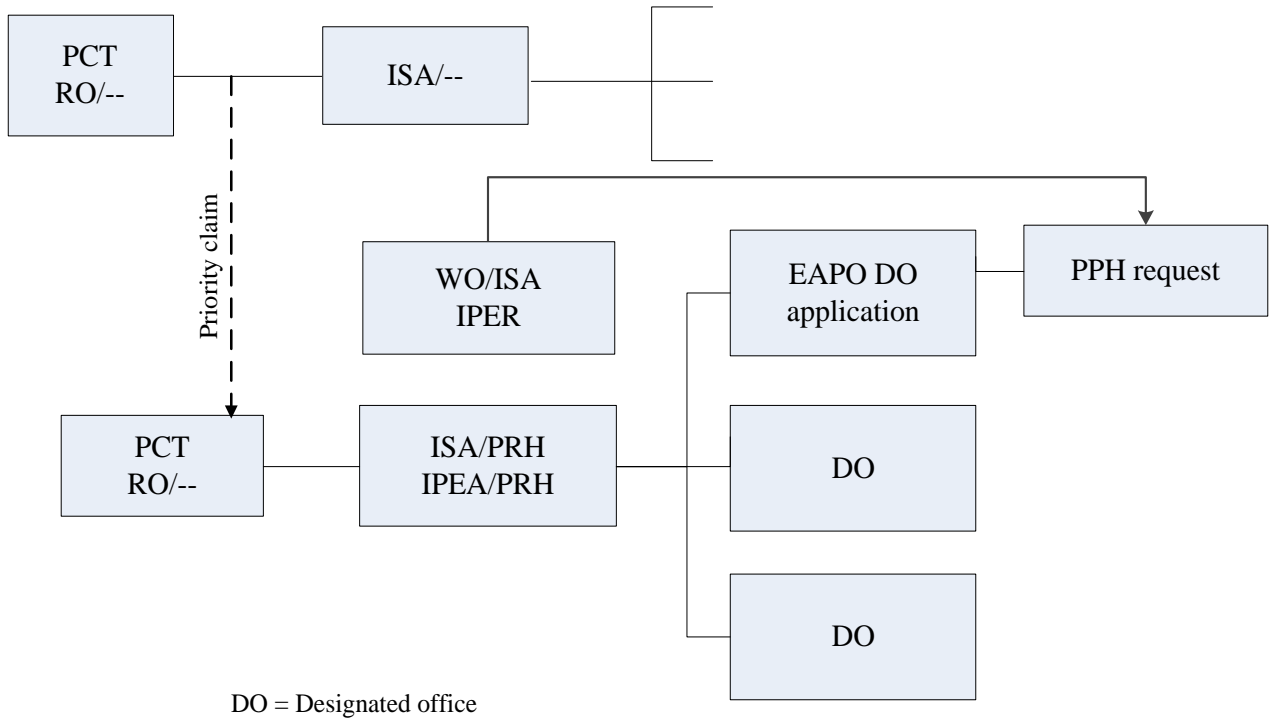 PCT
RO/--
ISA/--
Priority claim
WO/ISA
IPER
EAPO DO
application
PPH request
PCT
RO/--
ISA/PRH
IPEA/PRH
DO
DO
DO = Designated office